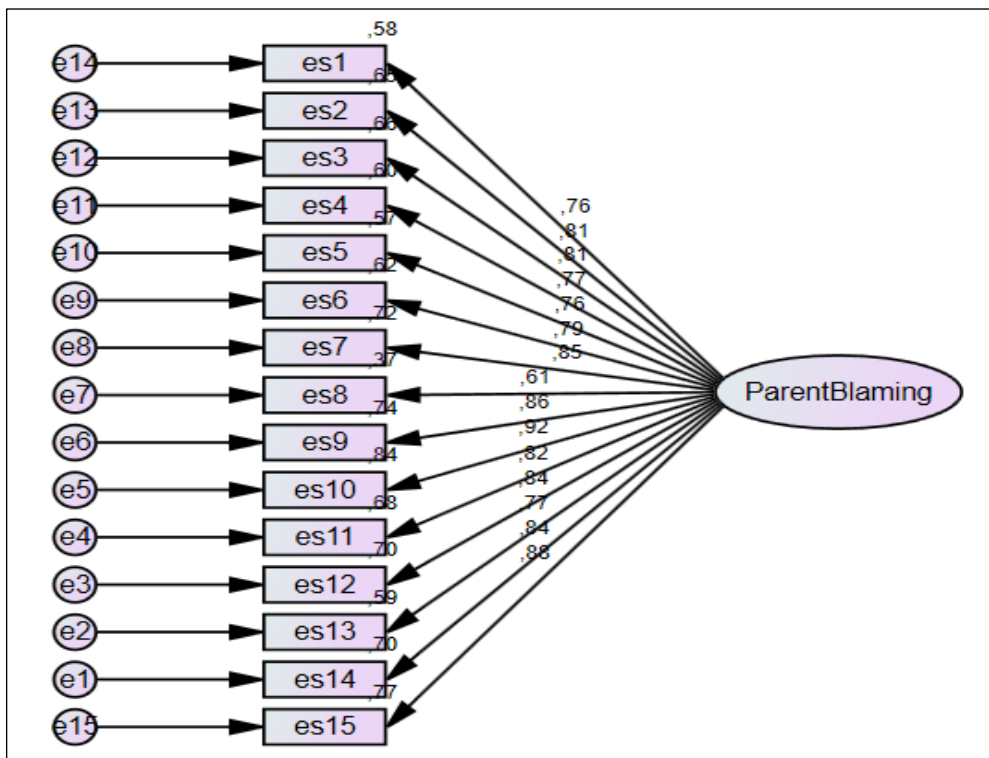 ,58
e14 es1
,65
e13 es2
,66
e12 es3
,60
e11 es4
,57
e10 es5
,62
e9 es6
,72
e8 es7
,37
e7 es8
,74
e6 es9
,84
e5 es10
,68
e4 es11
,70
e3 es12
,59
e2 es13
,70
e1 es14
,77
e15 es15
,76
,81
,81
,77
,76
,79
,85
,61
,86
,92
,82
,84
,77
,84
,88
ParentBlaming